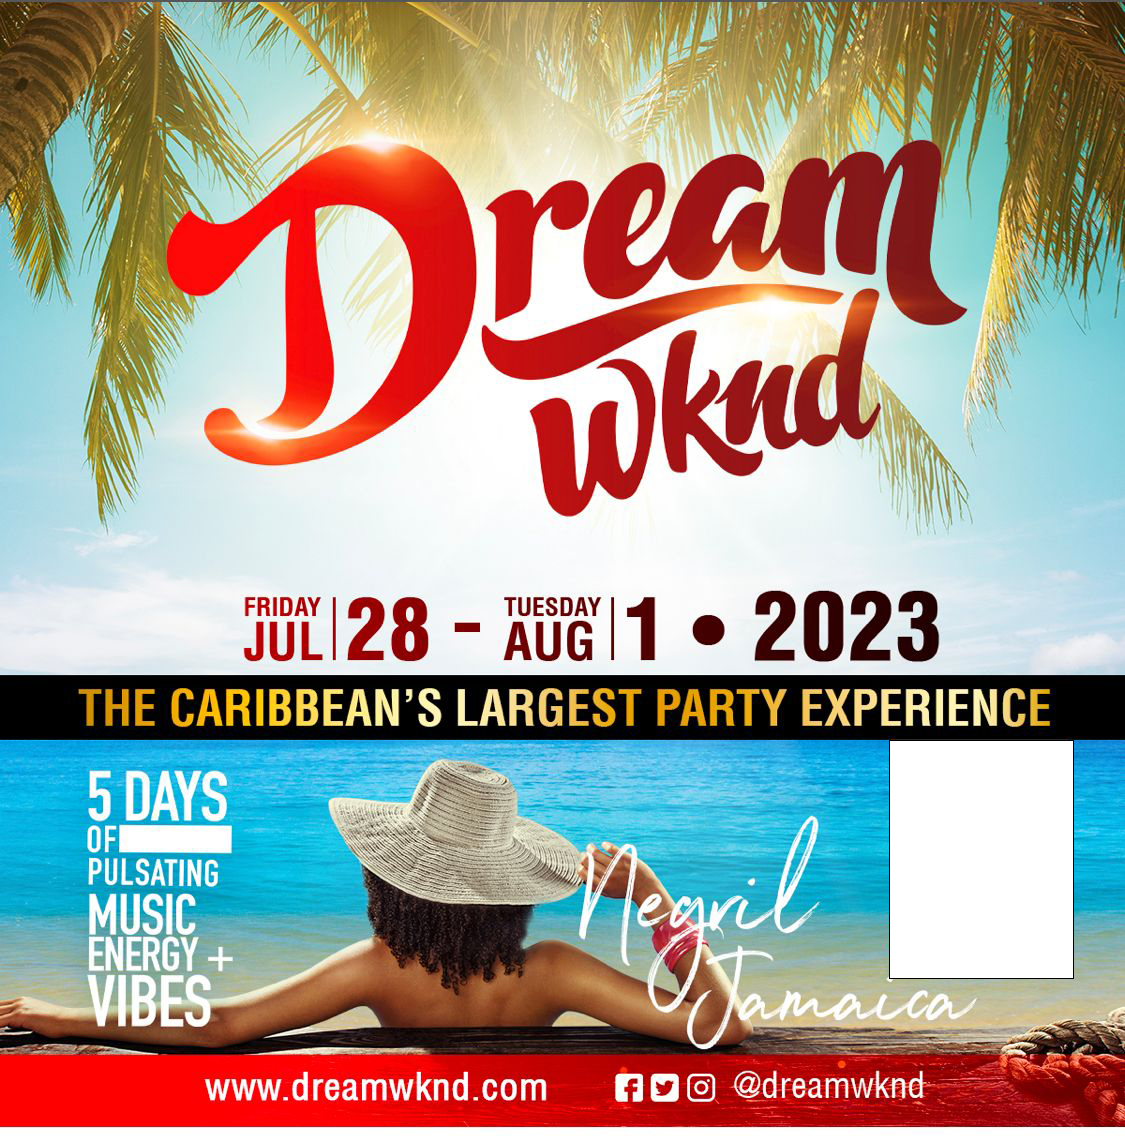 Dream
wknd
FRIDAY
JUL 28 - TUESDAY
AUG 1 • 2023
THE CARIBBEAN'S LARGEST PARTY EXPERIENCE
5 DAYS
OF
PULSATING
MUSIC
ENERGY +
VIBES
Negril
Jamaica
www.dreamwknd.com
@dreamwknd